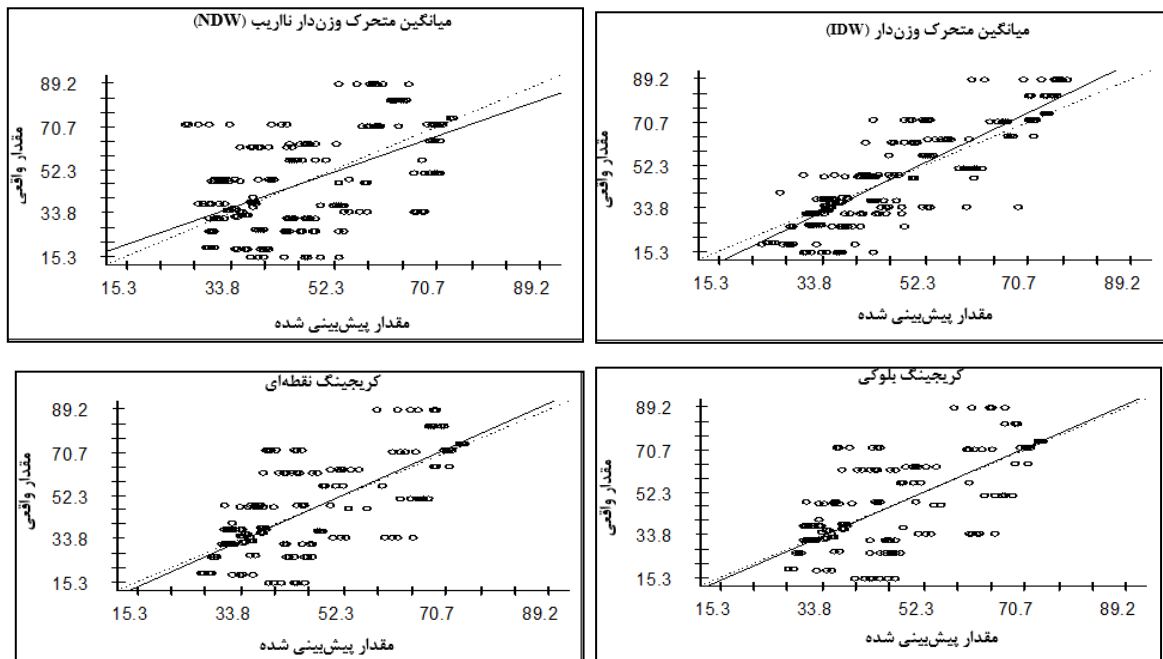 میانگین متحرک وزن‌دار نااریب (NDW)
89.2
70.7
52.3
33.8
15.3
مقدار واقعی
15.3 33.8 52.3 70.7 89.2
مقدار پیش‌بینی شده
میانگین متحرک وزن‌دار (IDW)
89.2
70.7
52.3
33.8
15.3
مقدار واقعی
15.3 33.8 52.3 70.7 89.2
مقدار پیش‌بینی شده
کریجینگ نقطه‌ای
89.2
70.7
52.3
33.8
15.3
مقدار واقعی
15.3 33.8 52.3 70.7 89.2
مقدار پیش‌بینی شده
کریجینگ بلوکی
89.2
70.7
52.3
33.8
15.3
مقدار واقعی
15.3 33.8 52.3 70.7 89.2
مقدار پیش‌بینی شده